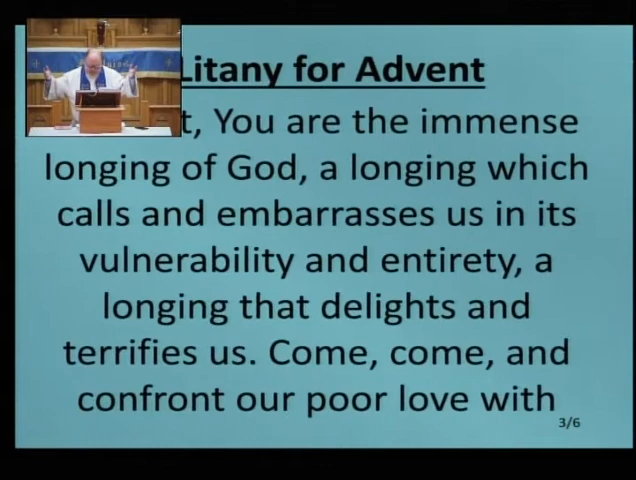 Litany for Advent
t, You are the immense
longing of God, a longing which
calls and embarrasses us in its
vulnerability and entirety, a
longing that delights and
terrifies us. Come, come, and
confront our poor love with
3/6